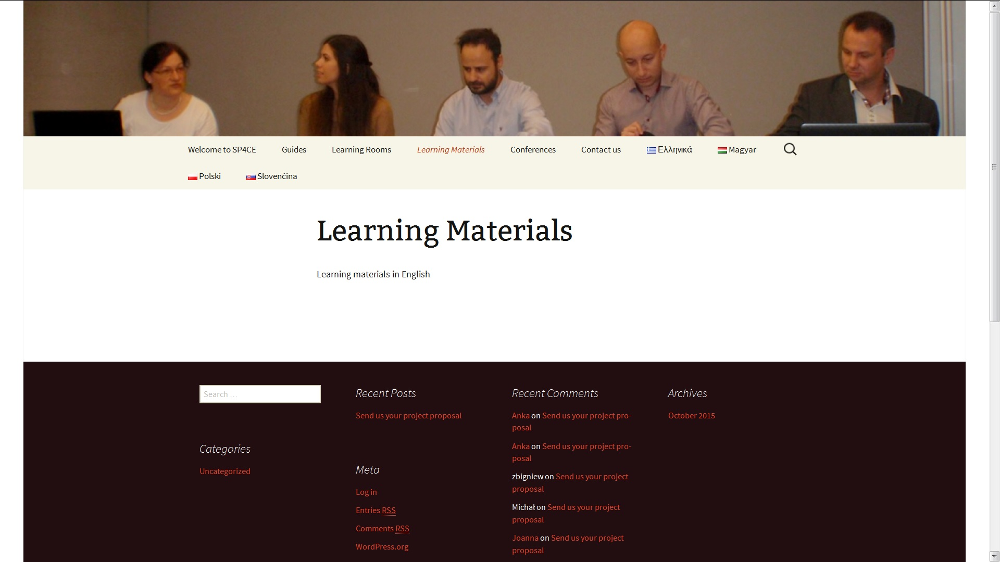 Welcome to SP4CE Guides Learning Rooms Learning Materials Conferences Contact us Ελληνικά Magyar
Polski Slovenčina
Learning Materials
Learning materials in English
Search …
Categories
Uncategorized
Recent Posts
Send us your project proposal
Meta
Log in
Entries RSS
Comments RSS
WordPress.org
Recent Comments
Anka on Send us your project pro-
posal
Anka on Send us your project pro-
posal
zbigniew on Send us your project
proposal
Michał on Send us your project
proposal
Joanna on Send us your project
proposal
Archives
October 2015